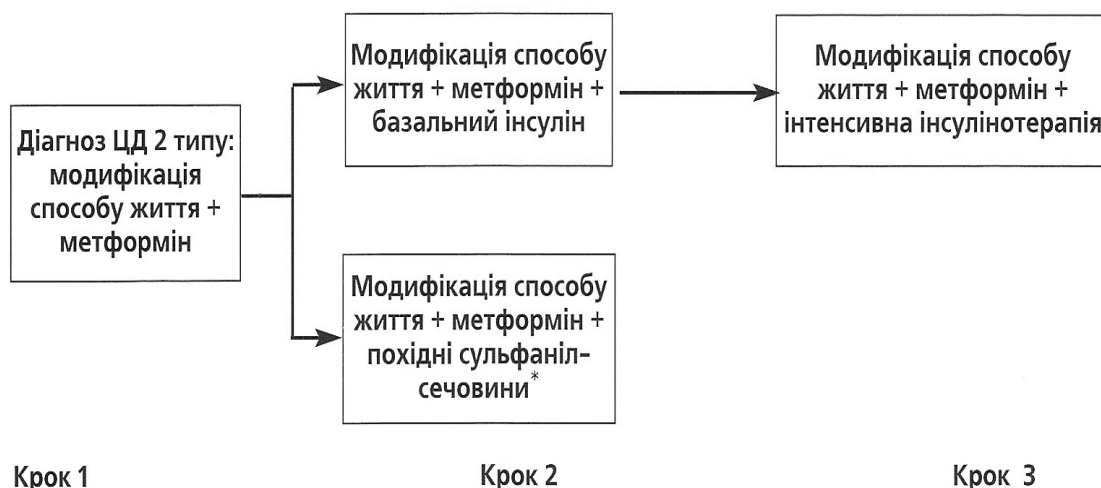 Діагноз ЦД 2 типу:
модифікація
способу життя +
метформін
Модифікація способу
життя + метформін +
базальний інсулін
Модифікація способу
життя + метформін +
інтенсивна інсулінотерапія
Модифікація способу
життя + метформін +
похідні сульфаніл-
сечовини*
Крок 1
Крок 2
Крок 3